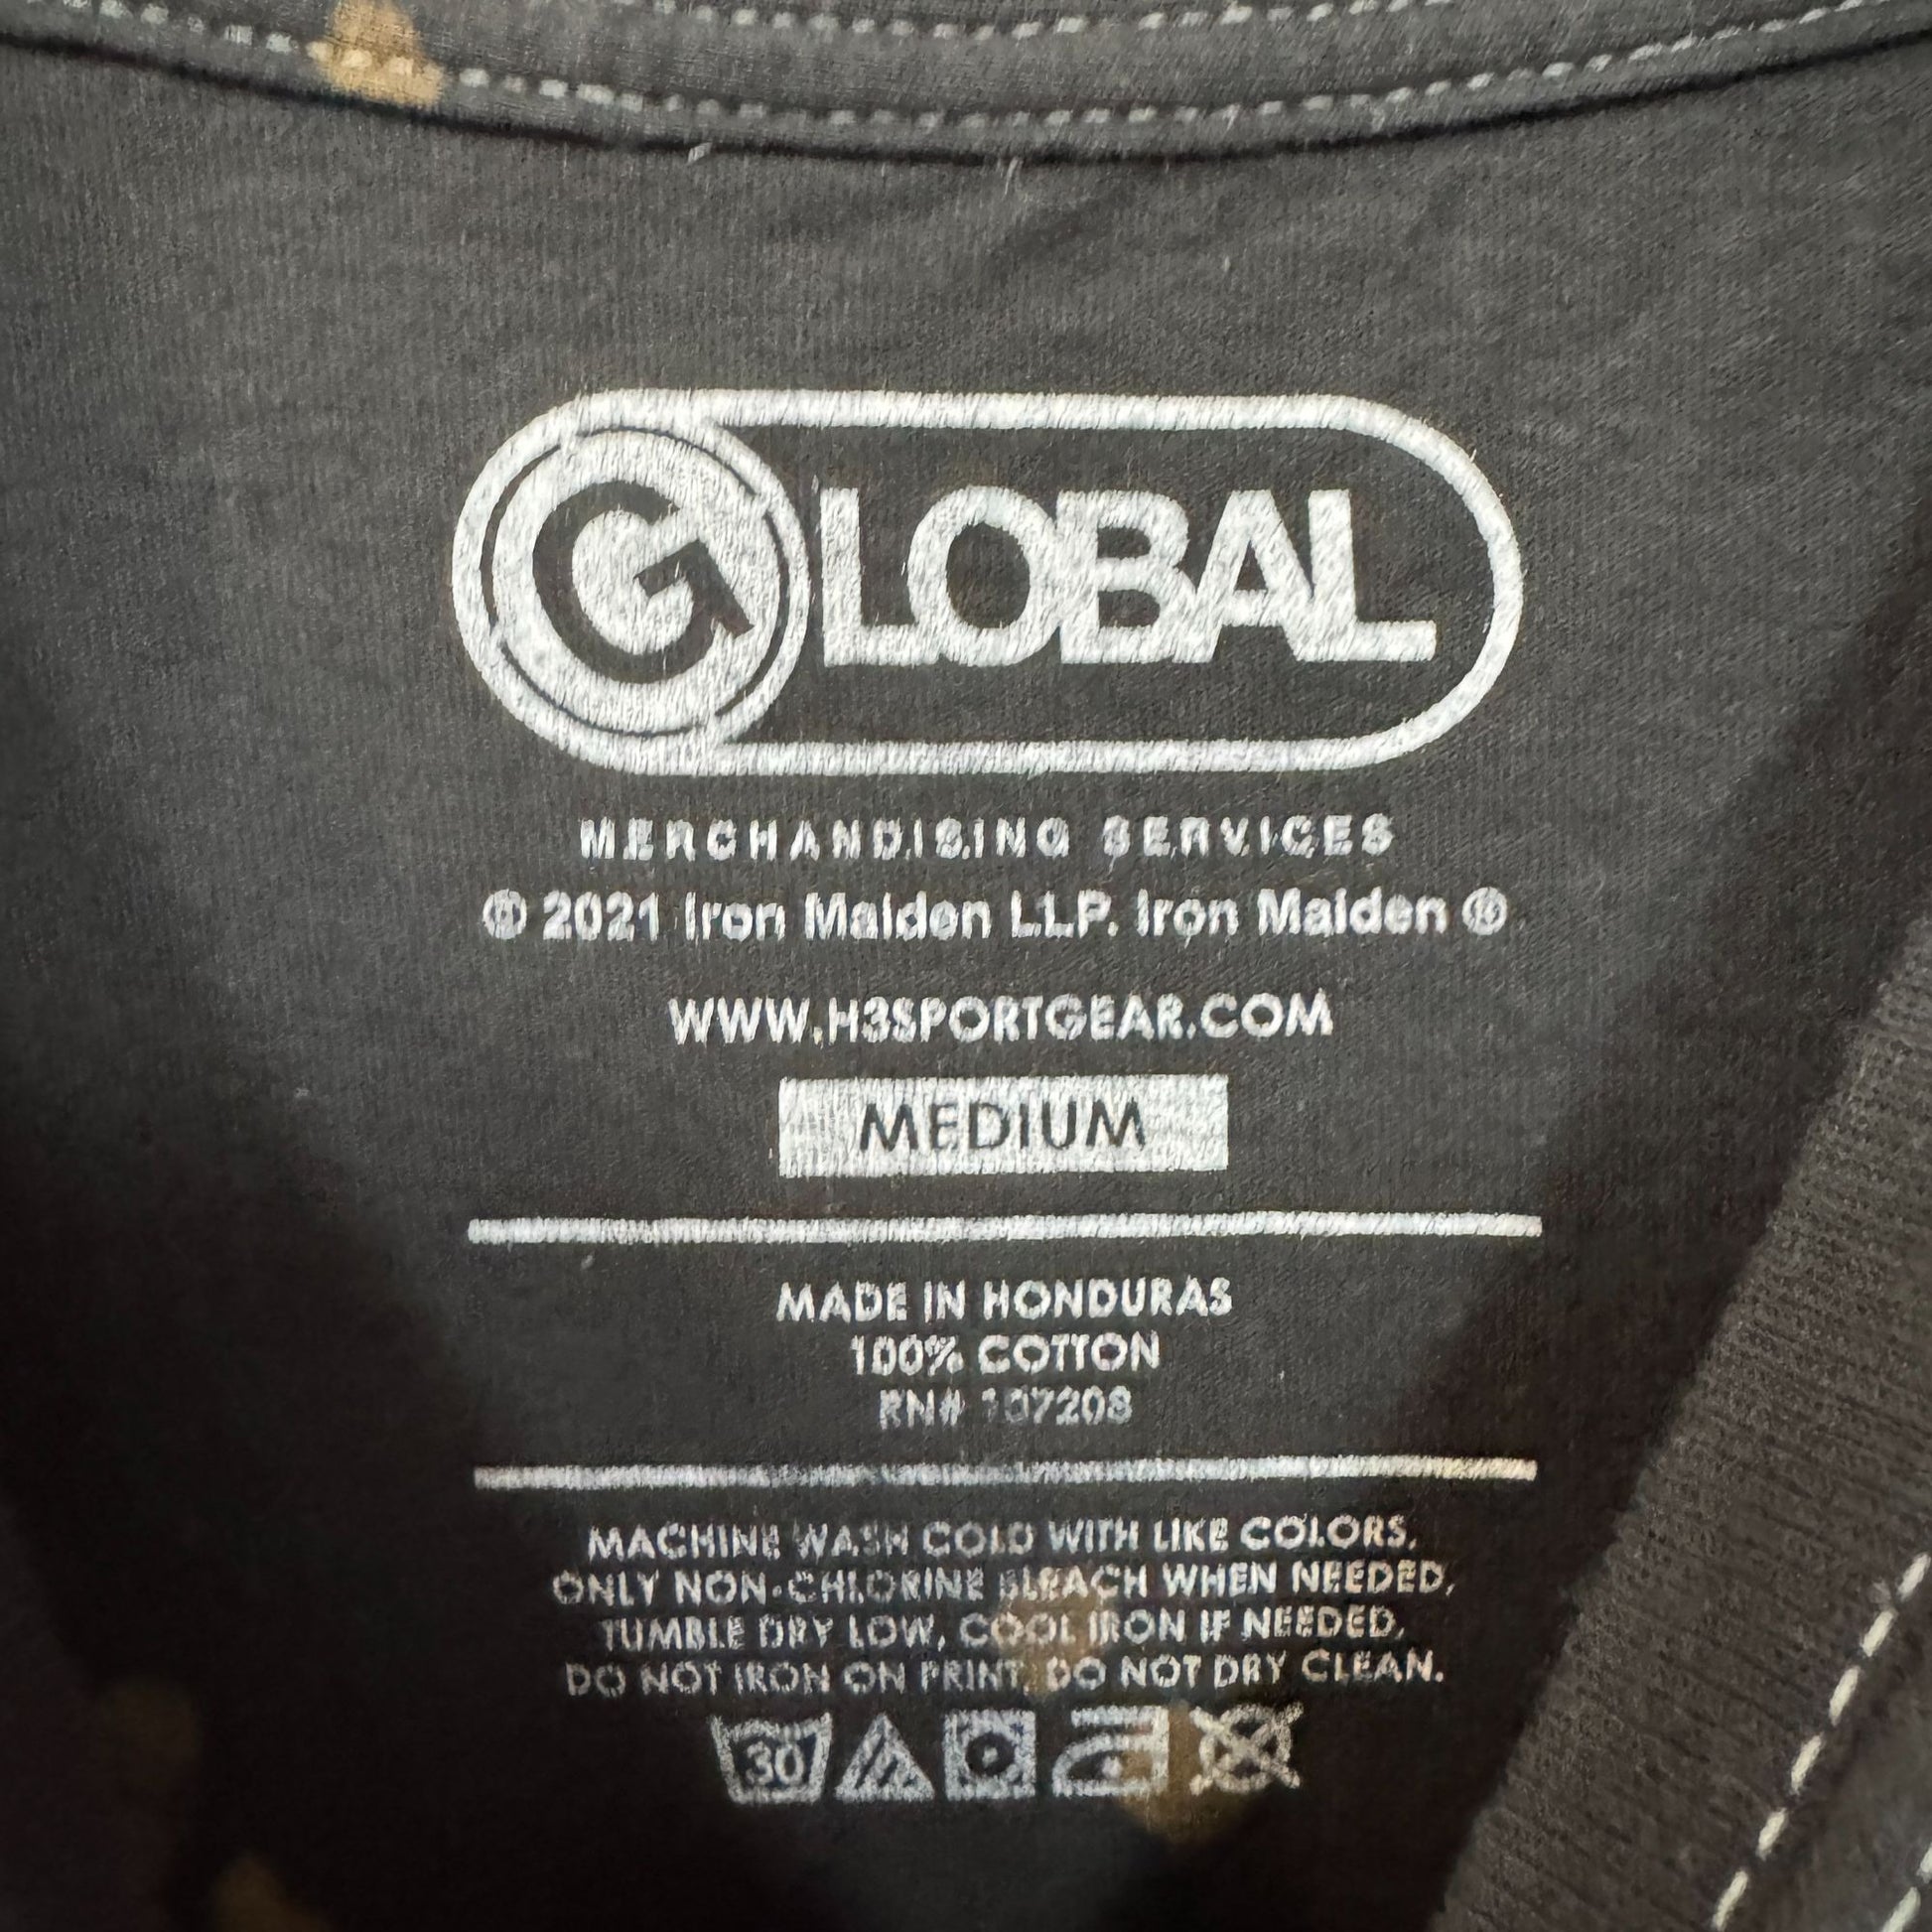 GLOBAL
MERCHANDISING SERVICES
© 2021 Iron Maiden LLP. Iron Maiden ®
WWW.H3SPORTGEAR.COM
MEDIUM
MADE IN HONDURAS
100% COTTON
RN# 107208
MACHINE WASH COLD WITH LIKE COLORS,
ONLY NON-CHLORINE BLEACH WHEN NEEDED,
TUMBLE DRY LOW, COOL IRON IF NEEDED,
DO NOT IRON ON PRINT, DO NOT DRY CLEAN.
30